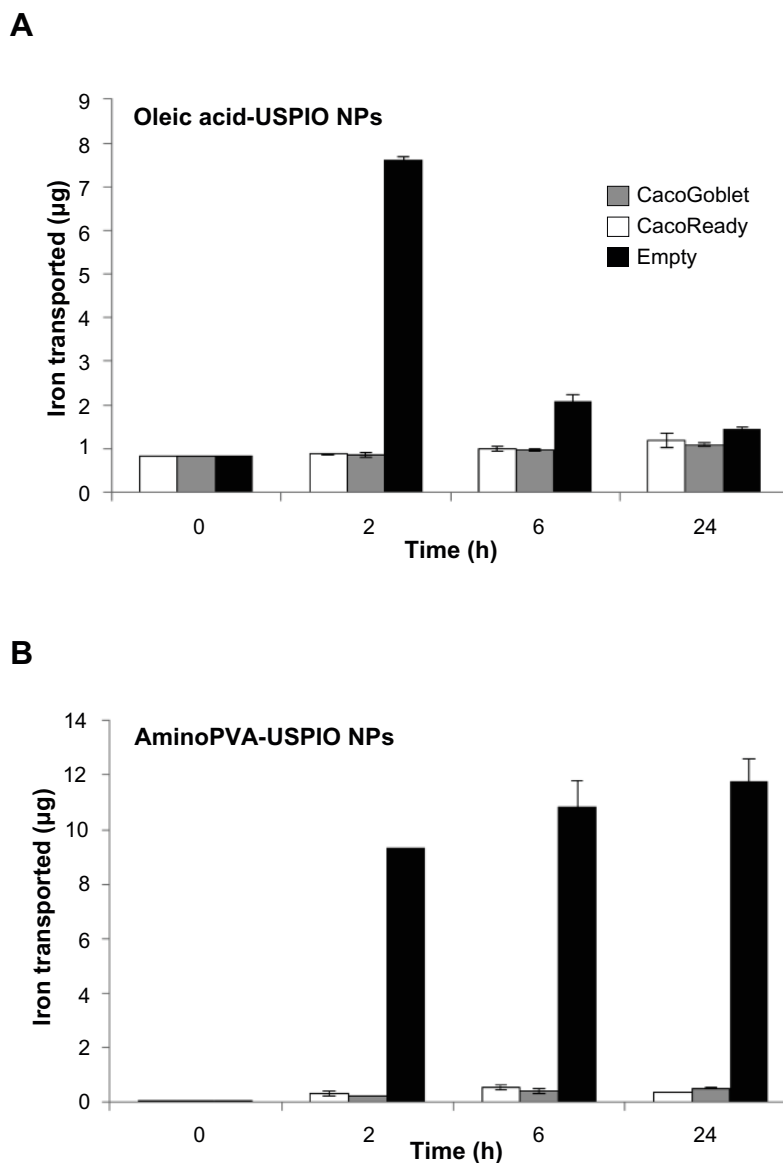 A
Oleic acid-USPIO NPs
9
8
7
6
5
4
3
2
1
0
Iron transported (µg)
CacoGoblet
CacoReady
Empty
0 2 6 24
Time (h)
B
AminoPVA-USPIO NPs
14
12
10
8
6
4
2
0
Iron transported (µg)
0 2 6 24
Time (h)